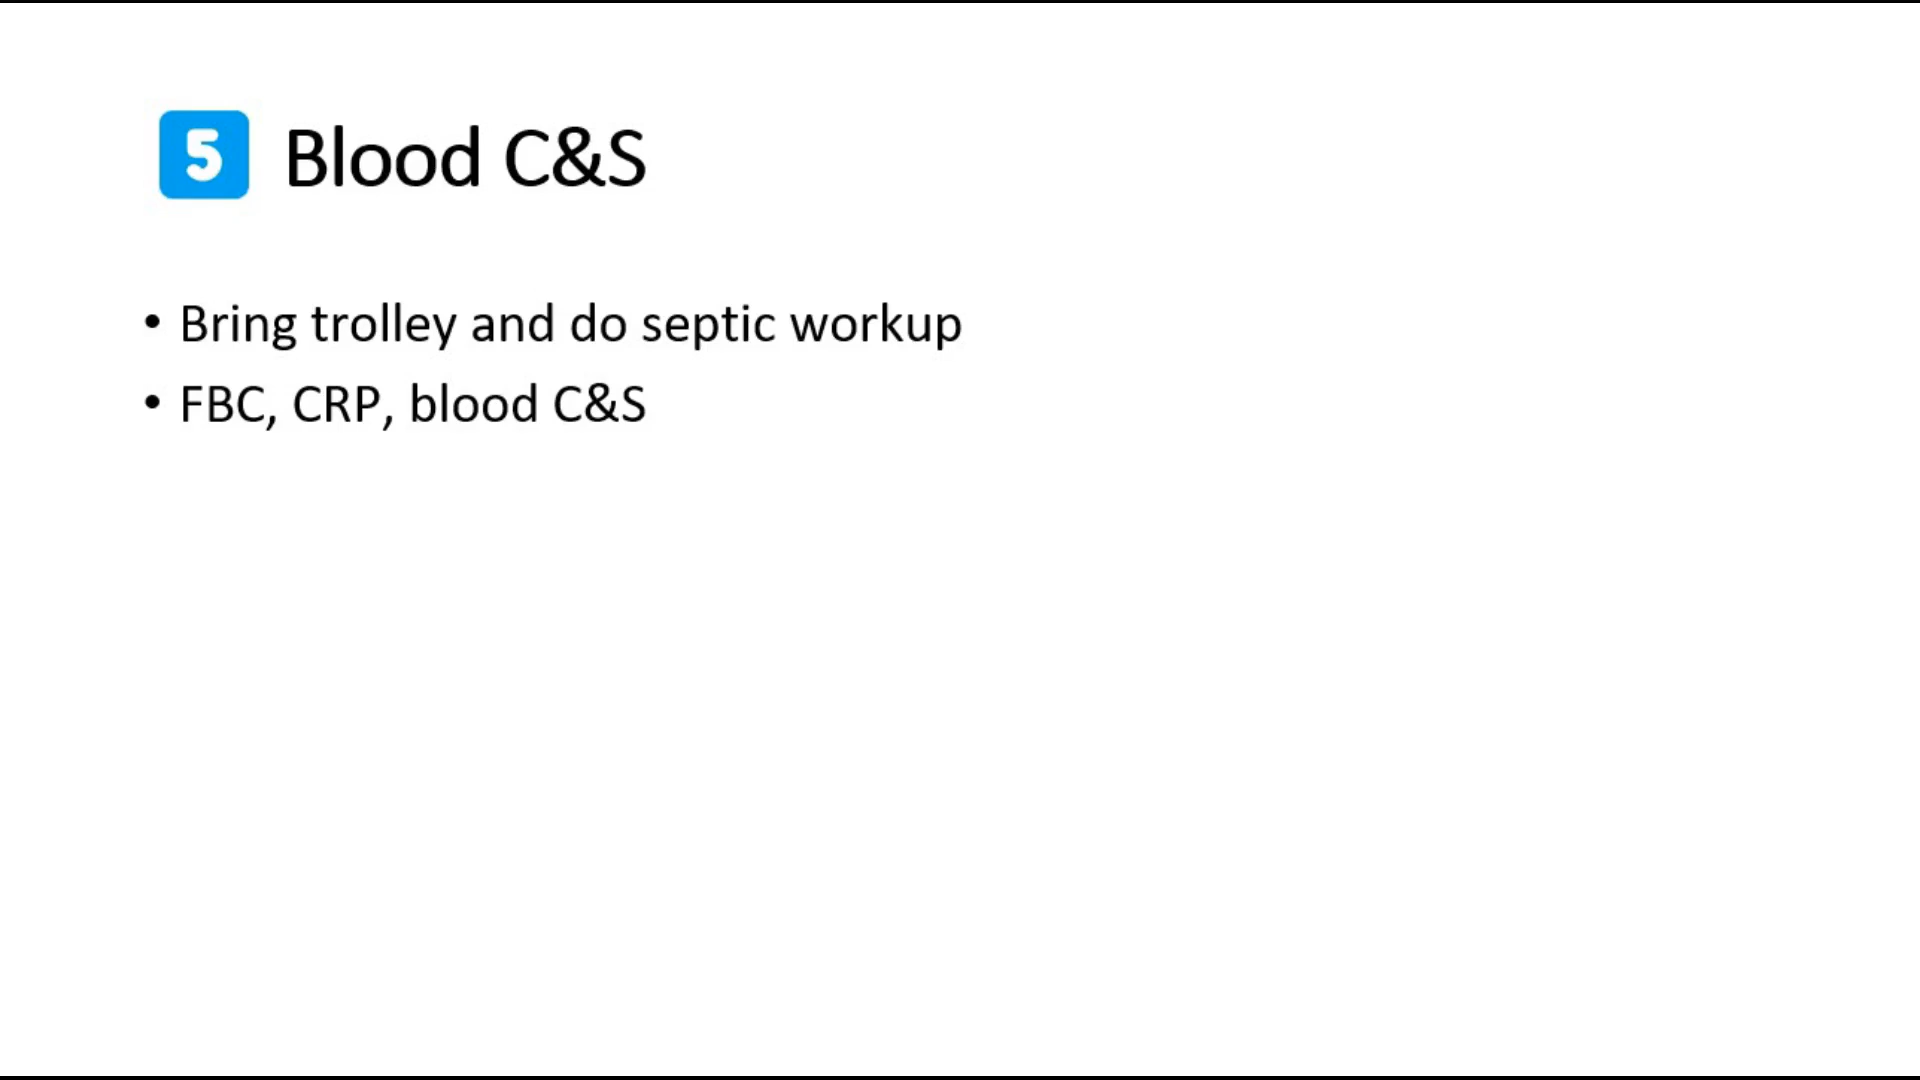 5 Blood C&S
• Bring trolley and do septic workup
• FBC, CRP, blood C&S